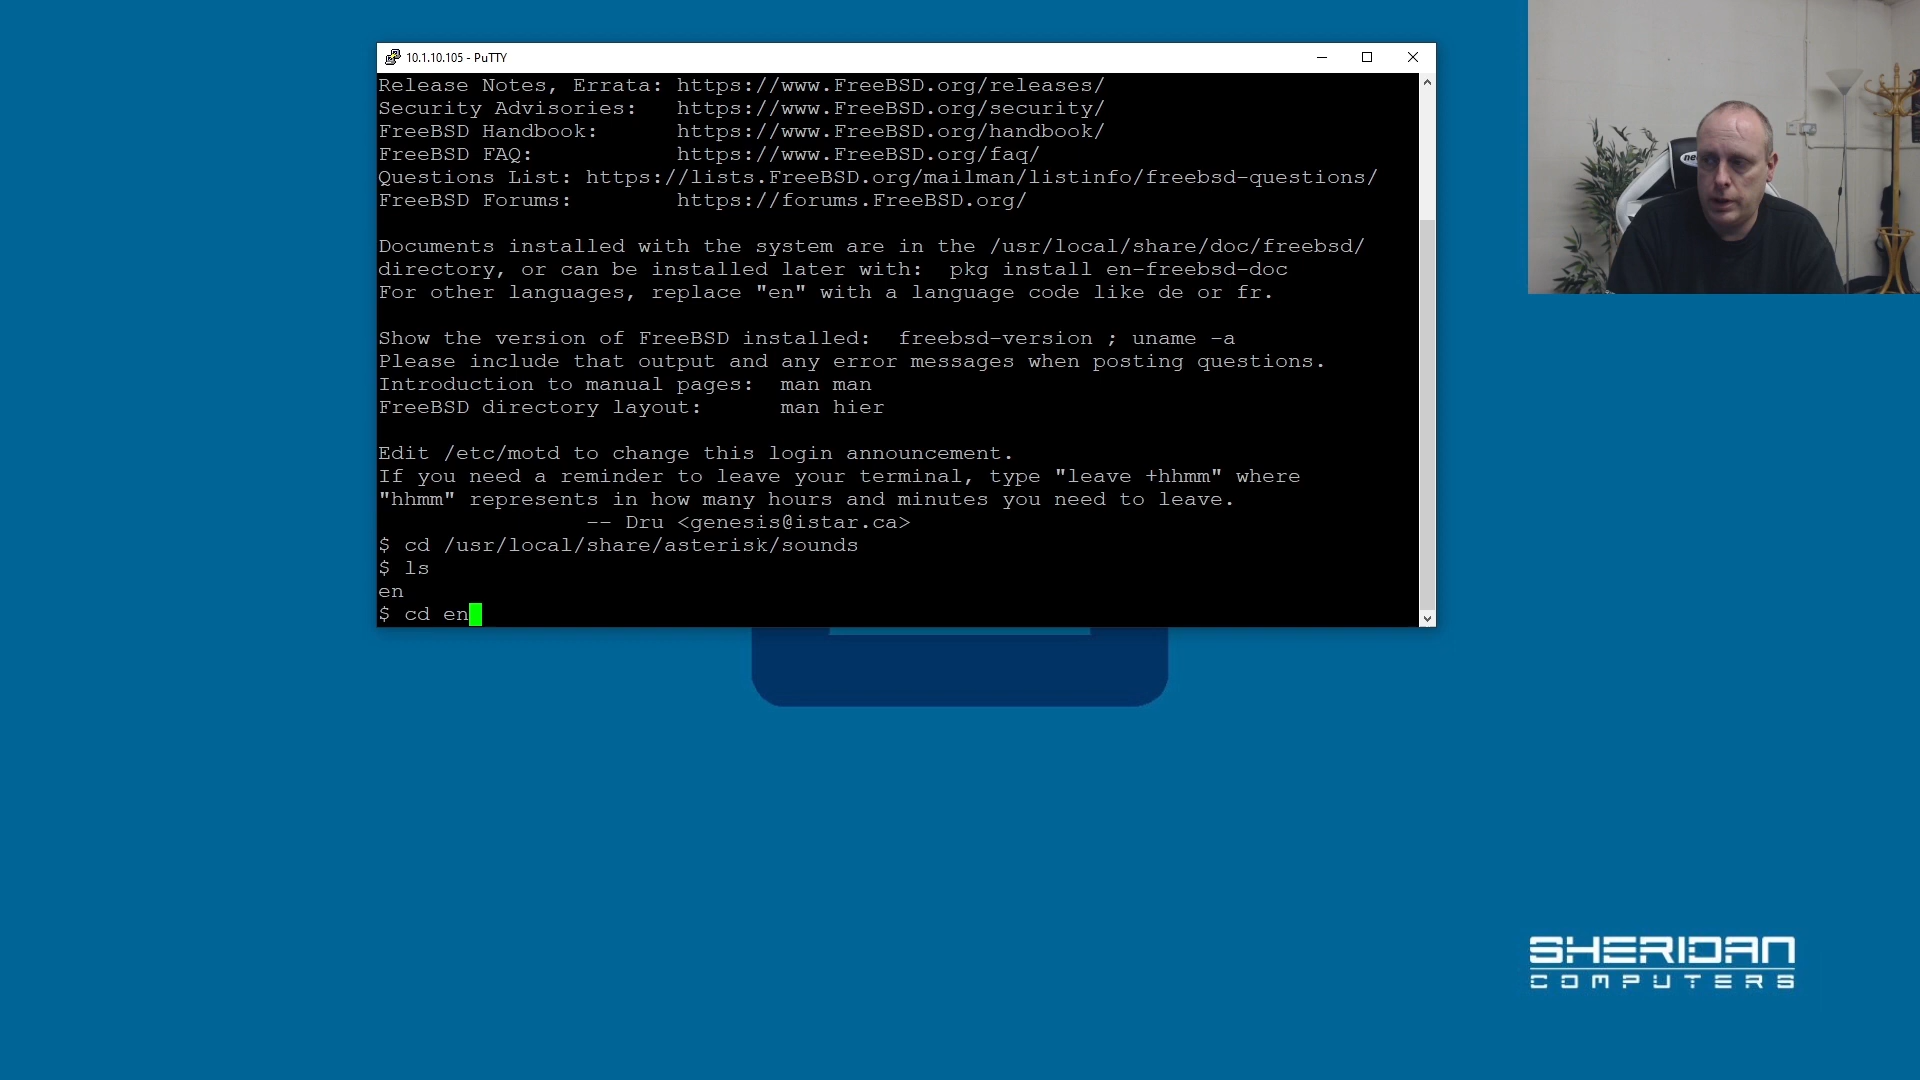 10.1.10.105 - PuTTY
Release Notes, Errata: https://www.FreeBSD.org/releases/
Security Advisories:   https://www.FreeBSD.org/security/
FreeBSD Handbook:      https://www.FreeBSD.org/handbook/
FreeBSD FAQ:           https://www.FreeBSD.org/faq/
Questions List: https://lists.FreeBSD.org/mailman/listinfo/freebsd-questions/
FreeBSD Forums:        https://forums.FreeBSD.org/
Documents installed with the system are in the /usr/local/share/doc/freebsd/
directory, or can be installed later with:  pkg install en-freebsd-doc
For other languages, replace "en" with a language code like de or fr.
Show the version of FreeBSD installed:  freebsd-version ; uname -a
Please include that output and any error messages when posting questions.
Introduction to manual pages:  man man
FreeBSD directory layout:      man hier
Edit /etc/motd to change this login announcement.
If you need a reminder to leave your terminal, type "leave +hhmm" where
"hhmm" represents in how many hours and minutes you need to leave.
-- Dru <genesis@istar.ca>
$ cd /usr/local/share/asterisk/sounds
$ ls
en
$ cd en
SHERIDAN
COMPUTERS